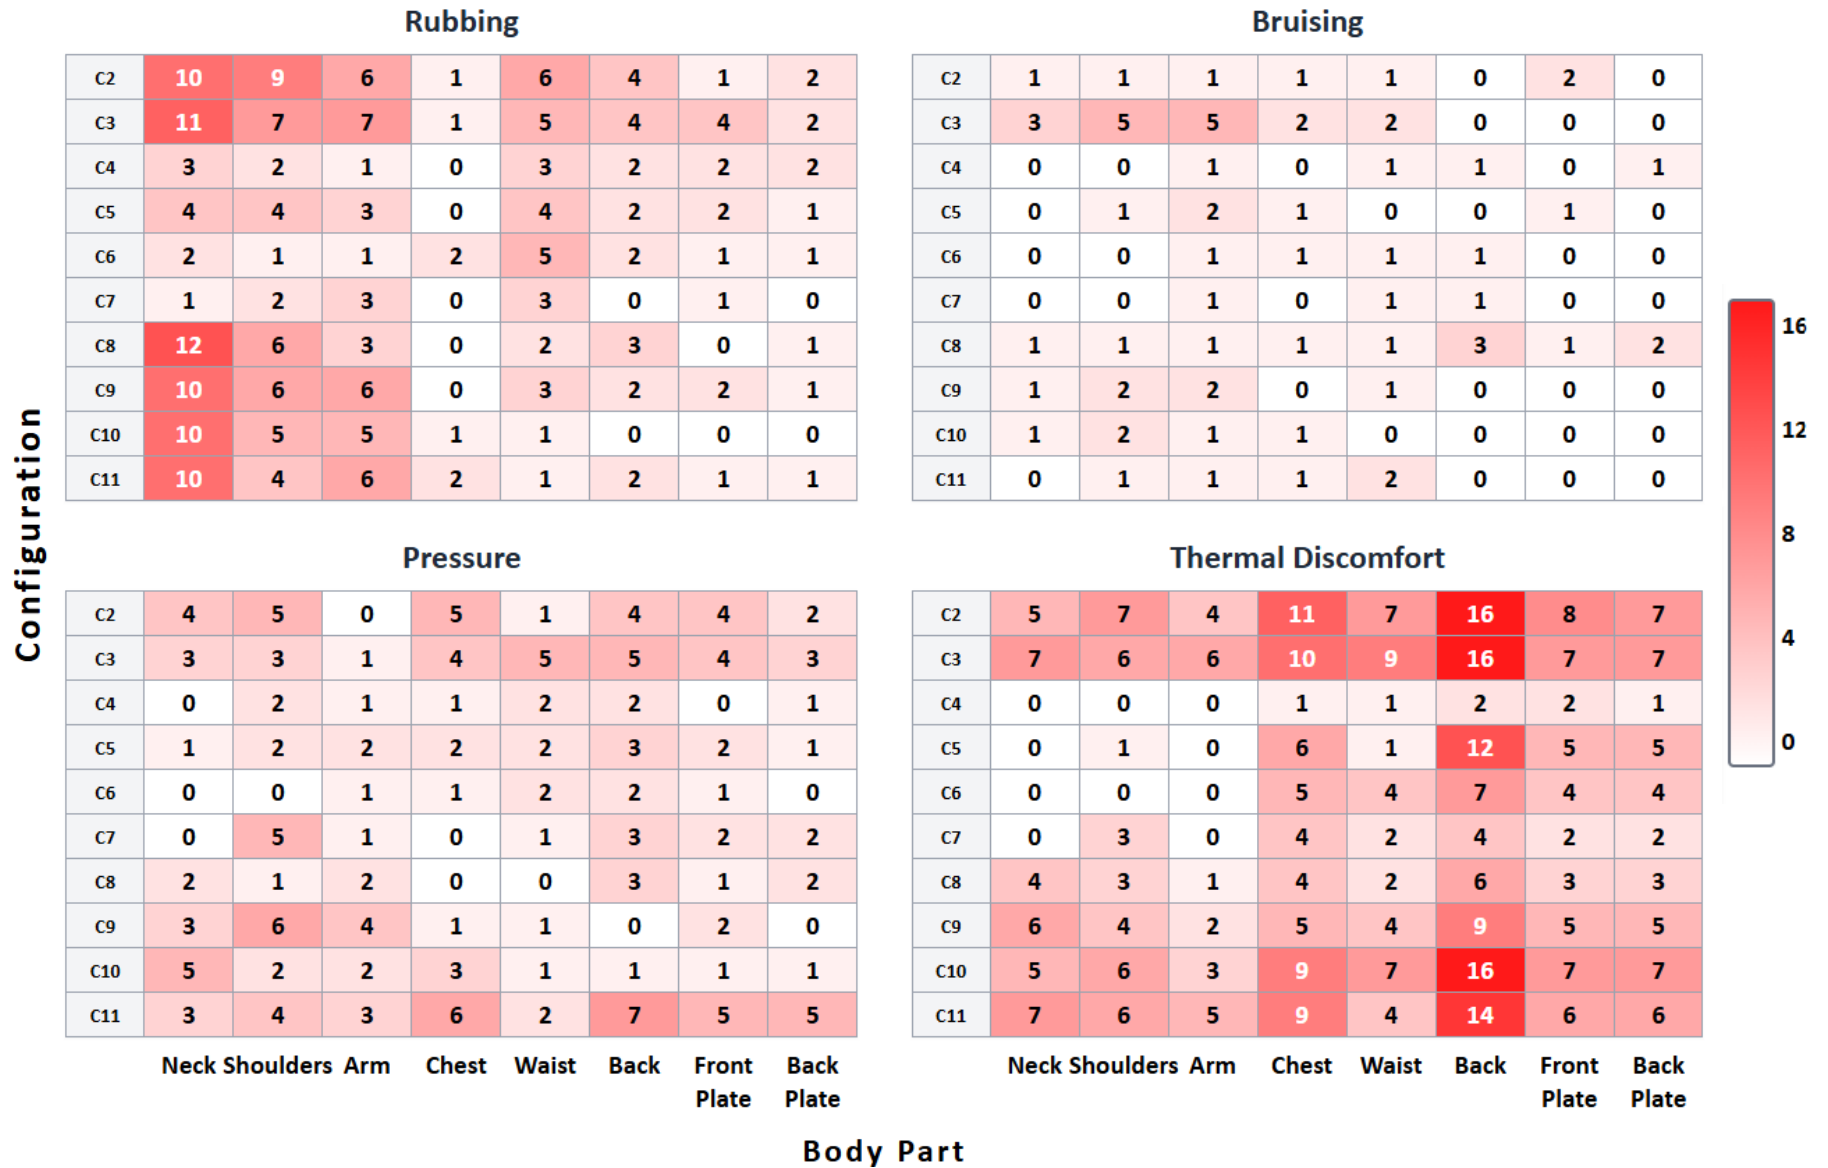 Rubbing
C2 10 9 6 1 6 4 1 2
C3 11 7 7 1 5 4 4 2
C4 3 2 1 0 3 2 2 2
C5 4 4 3 0 4 2 2 1
C6 2 1 1 2 5 2 1 1
C7 1 2 3 0 3 0 1 0
C8 12 6 3 0 2 3 0 1
C9 10 6 6 0 3 2 2 1
C10 10 5 5 1 1 0 0 0
C11 10 4 6 2 1 2 1 1
Bruising
C2 1 1 1 1 1 0 2 0
C3 3 5 5 2 2 0 0 0
C4 0 0 1 0 1 1 0 1
C5 0 1 2 1 0 0 1 0
C6 0 0 1 1 1 1 0 0
C7 0 0 1 0 1 1 0 0
C8 1 1 1 1 1 3 1 2
C9 1 2 2 0 1 0 0 0
C10 1 2 1 1 0 0 0 0
C11 0 1 1 1 2 0 0 0
Pressure
C2 4 5 0 5 1 4 4 2
C3 3 3 1 4 5 5 4 3
C4 0 2 1 1 2 2 0 1
C5 1 2 2 2 2 3 2 1
C6 0 0 1 1 2 2 1 0
C7 0 5 1 0 1 3 2 2
C8 2 1 2 0 0 3 1 2
C9 3 6 4 1 1 0 2 0
C10 5 2 2 3 1 1 1 1
C11 3 4 3 6 2 7 5 5
Neck Shoulders Arm Chest Waist Back Front Back
Plate Plate
Thermal Discomfort
C2 5 7 4 11 7 16 8 7
C3 7 6 6 10 9 16 7 7
C4 0 0 0 1 1 2 2 1
C5 0 1 0 6 1 12 5 5
C6 0 0 0 5 4 7 4 4
C7 0 3 0 4 2 4 2 2
C8 4 3 1 4 2 6 3 3
C9 6 4 2 5 4 9 5 5
C10 5 6 3 9 7 16 7 7
C11 7 6 5 9 4 14 6 6
Neck Shoulders Arm Chest Waist Back Front Back
Plate Plate
Configuration
Body Part
16
12
8
4
0